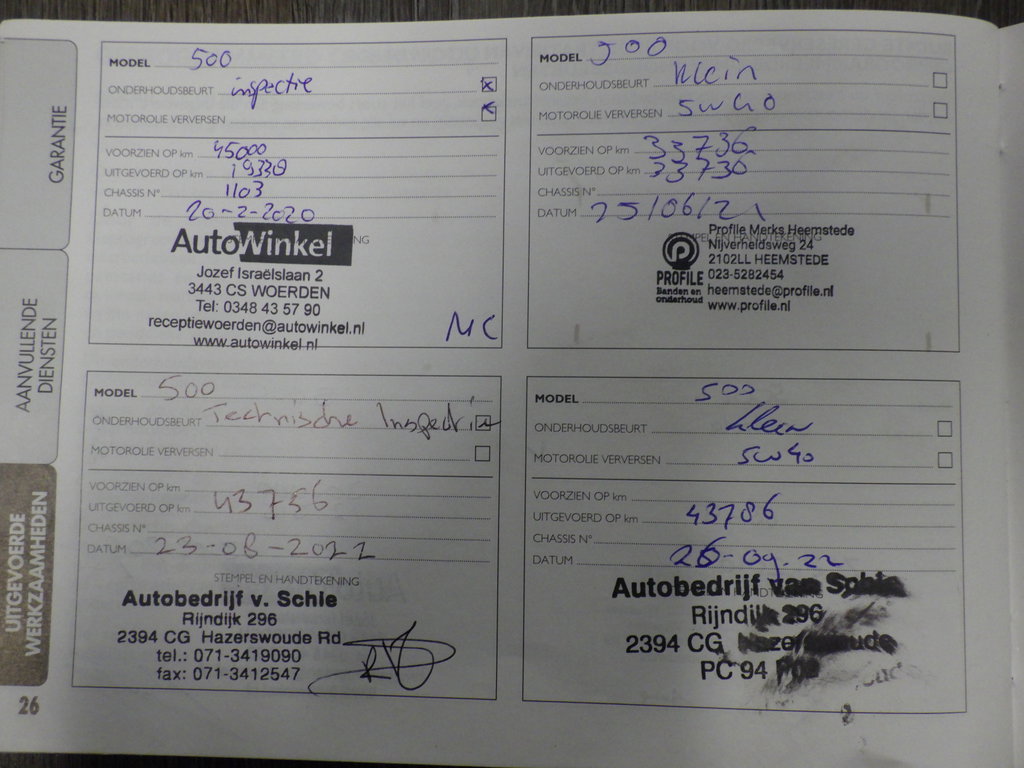 GARANTIE
AANVULLENDE
DIENSTEN
UITGEVOERDE
WERKZAAMHEDEN
26
MODEL 500
ONDERHOUDSBEURT inspectie
MOTOROLIE VERVERSEN
VOORZIEN OP km 45000
UITGEVOERD OP km 19330
CHASSIS N° 1103
DATUM 20-2-2020
AutoWinkel
Jozef Israëlslaan 2
3443 CS WOERDEN
Tel: 0348 43 57 90
receptiewoerden@autowinkel.nl
www.autowinkel.nl
MC
MODEL 500
ONDERHOUDSBEURT Klein
MOTOROLIE VERVERSEN 5W40
VOORZIEN OP km 33736
UITGEVOERD OP km 33736
CHASSIS N°
DATUM 25/06/21
PROFILE
Banden en
onderhoud
Profile Merks Heemstede
Nijverheidsweg 24
2102LL HEEMSTEDE
023-5282454
heemstede@profile.nl
www.profile.nl
MODEL 500
ONDERHOUDSBEURT Technische Inspectie
MOTOROLIE VERVERSEN
VOORZIEN OP km
UITGEVOERD OP km 43756
CHASSIS N°
DATUM 23-08-2022
STEMPEL EN HANDTEKENING
Autobedrijf v. Schie
Rijndijk 296
2394 CG Hazerswoude Rd
tel.: 071-3419090
fax: 071-3412547
MODEL 500
ONDERHOUDSBEURT klein
MOTOROLIE VERVERSEN 5W40
VOORZIEN OP km
UITGEVOERD OP km 43786
CHASSIS N°
DATUM 26-09-22
Autobedrijf van Schie
Rijndijk 296
2394 CG Hazerswoude
PC 94